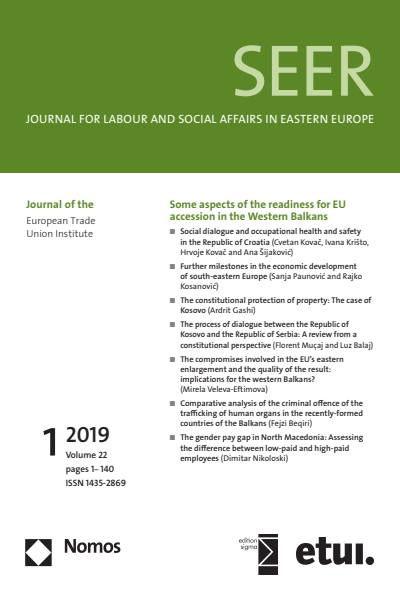 SEER
JOURNAL FOR LABOUR AND SOCIAL AFFAIRS IN EASTERN EUROPE
Journal of the
European Trade
Union Institute
Some aspects of the readiness for EU
accession in the Western Balkans
Social dialogue and occupational health and safety
in the Republic of Croatia (Cvetan Kovač, Ivana Krišto,
Hrvoje Kovač and Ana Šijaković)
Further milestones in the economic development
of south-eastern Europe (Sanja Paunović and Rajko
Kosanović)
The constitutional protection of property: The case of
Kosovo (Ardrit Gashi)
The process of dialogue between the Republic of
Kosovo and the Republic of Serbia: A review from a
constitutional perspective (Florent Muçaj and Luz Balaj)
The compromises involved in the EU's eastern
enlargement and the quality of the result:
implications for the western Balkans?
(Mirela Veleva-Eftimova)
Comparative analysis of the criminal offence of the
trafficking of human organs in the recently-formed
countries of the Balkans (Fejzi Beqiri)
The gender pay gap in North Macedonia: Assessing
the difference between low-paid and high-paid
employees (Dimitar Nikoloski)
1 2019
Volume 22
pages 1–140
ISSN 1435-2869
Nomos
edition
sigma
etui.